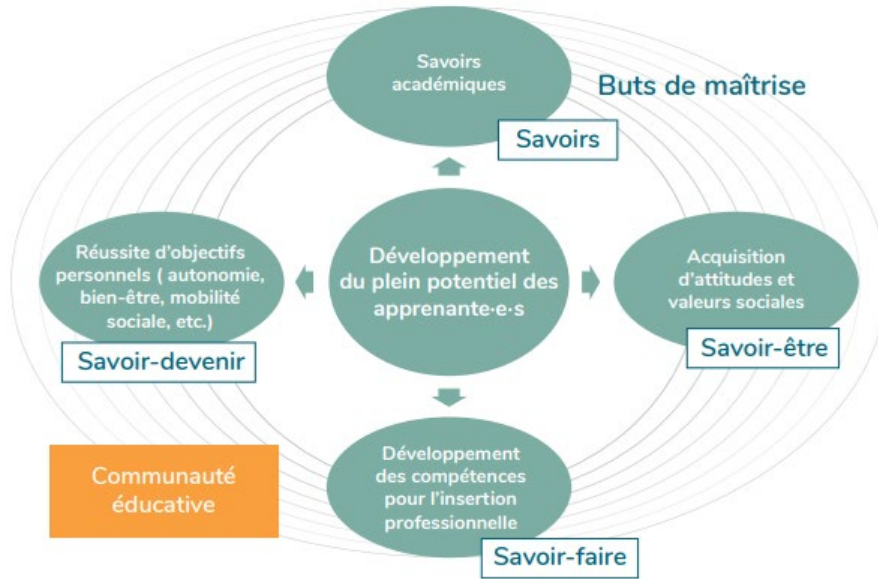 Savoirs
académiques
Buts de maîtrise
Savoirs
Réussite d'objectifs
personnels ( autonomie,
bien-être, mobilité
sociale, etc.)
Savoir-devenir
Développement
du plein potentiel des
apprenante·e·s
Acquisition
d'attitudes et
valeurs sociales
Savoir-être
Communauté
éducative
Développement
des compétences
pour l'insertion
professionnelle
Savoir-faire